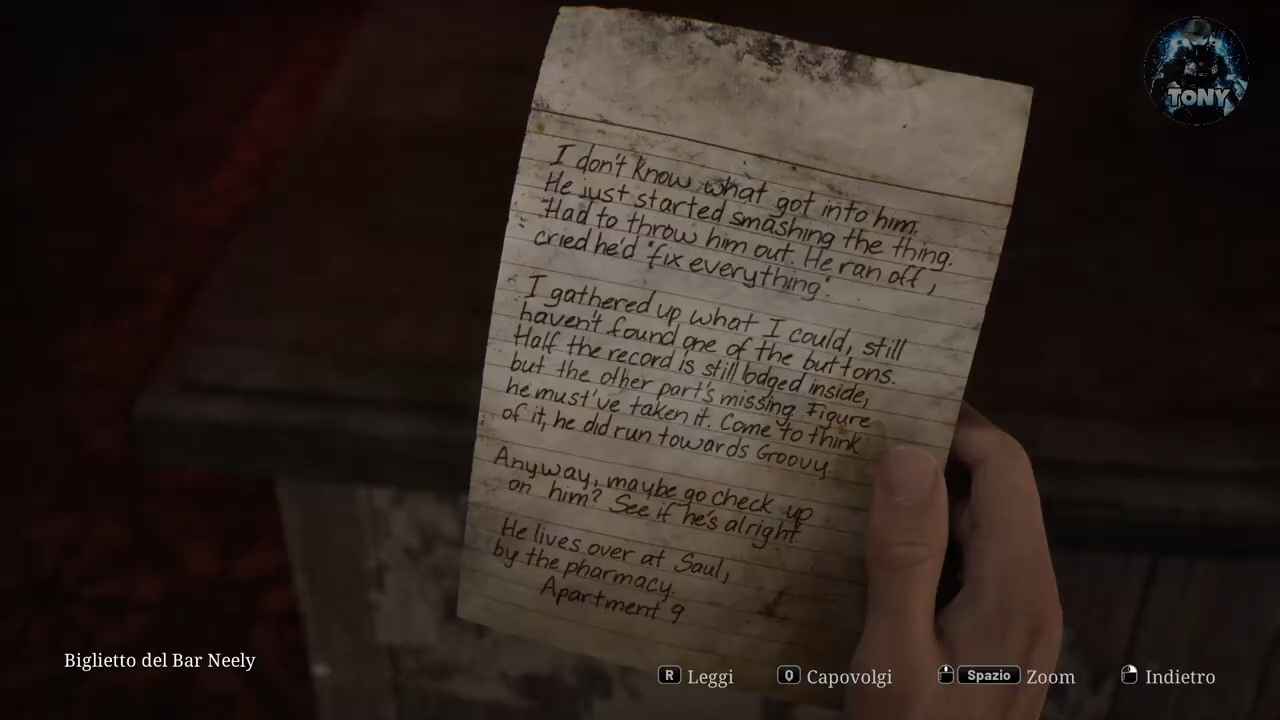 TONY
I don't know what got into him.
He just started smashing the thing.
Had to throw him out. He ran off,
cried he'd "fix everything".
I gathered up what I could, still
haven't found one of the buttons.
Half the record is still lodged inside,
but the other part's missing. Figure
he must've taken it. Come to think
of it, he did run towards Groovy.
Anyway, maybe go check up
on him? See if he's alright
He lives over at Saul,
by the pharmacy.
Apartment 9
Biglietto del Bar Neely
R Leggi Q Capovolgi Spazio Zoom Indietro